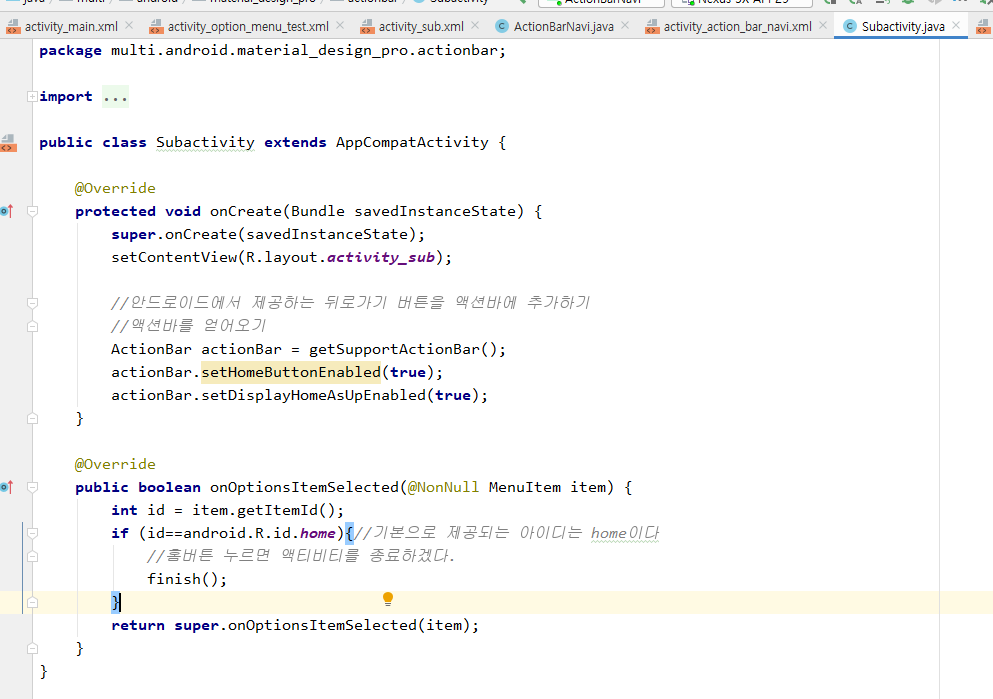 activity_main.xml activity_option_menu_test.xml activity_sub.xml ActionBarNavi.java activity_action_bar_navi.xml Subactivity.java
package multi.android.material_design_pro.actionbar;
import ...
public class Subactivity extends AppCompatActivity {
@Override
protected void onCreate(Bundle savedInstanceState) {
super.onCreate(savedInstanceState);
setContentView(R.layout.activity_sub);
//안드로이드에서 제공하는 뒤로가기 버튼을 액션바에 추가하기
//액션바를 얻어오기
ActionBar actionBar = getSupportActionBar();
actionBar.setHomeButtonEnabled(true);
actionBar.setDisplayHomeAsUpEnabled(true);
}
@Override
public boolean onOptionsItemSelected(@NonNull MenuItem item) {
int id = item.getItemId();
if (id==android.R.id.home){//기본으로 제공되는 아이디는 home이다
//홈버튼 누르면 액티비티를 종료하겠다.
finish();
}
return super.onOptionsItemSelected(item);
}
}